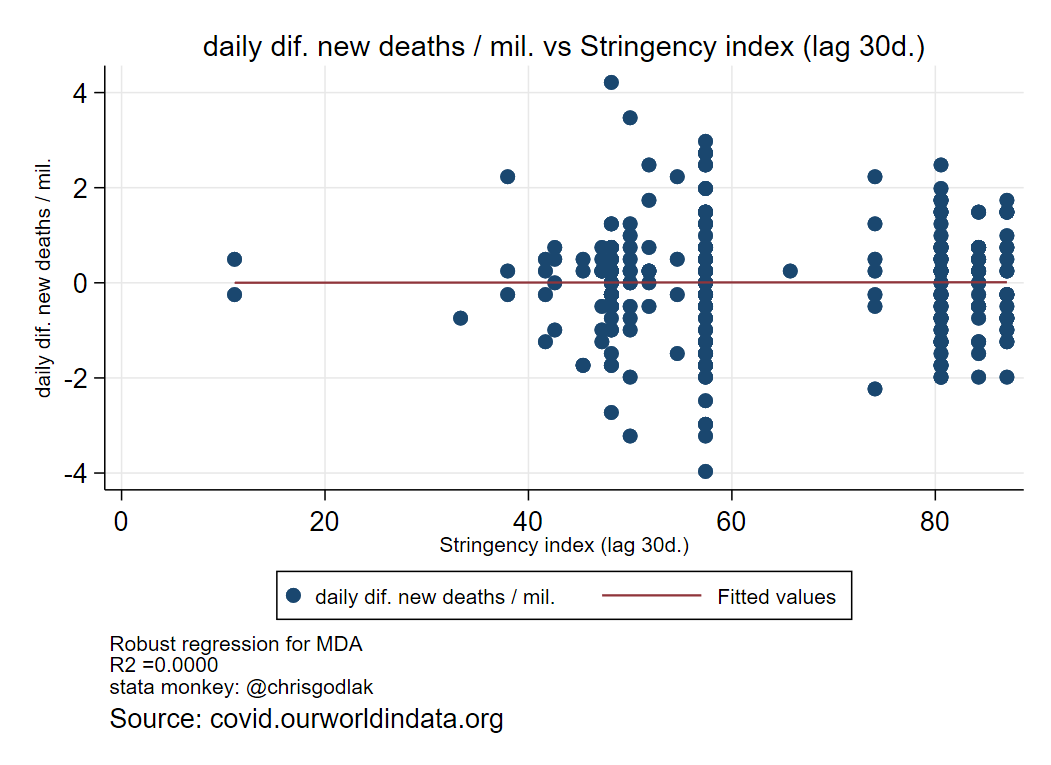 daily dif. new deaths / mil. vs Stringency index (lag 30d.)
daily dif. new deaths / mil.
4
2
0
-2
-4
0 20 40 60 80
Stringency index (lag 30d.)
daily dif. new deaths / mil. Fitted values
Robust regression for MDA
R2 =0.0000
stata monkey: @chrisgodlak
Source: covid.ourworldindata.org